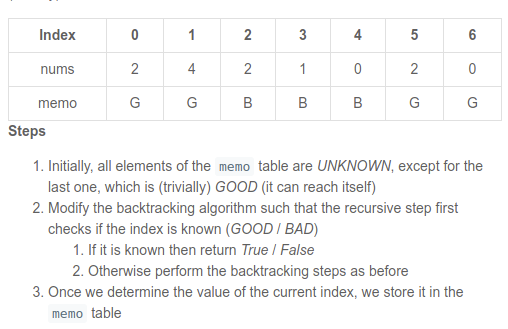 Index 0 1 2 3 4 5 6
nums 2 4 2 1 0 2 0
memo G G B B B G G
Steps
1. Initially, all elements of the memo table are UNKNOWN, except for the
last one, which is (trivially) GOOD (it can reach itself)
2. Modify the backtracking algorithm such that the recursive step first
checks if the index is known (GOOD / BAD)
1. If it is known then return True / False
2. Otherwise perform the backtracking steps as before
3. Once we determine the value of the current index, we store it in the
memo table